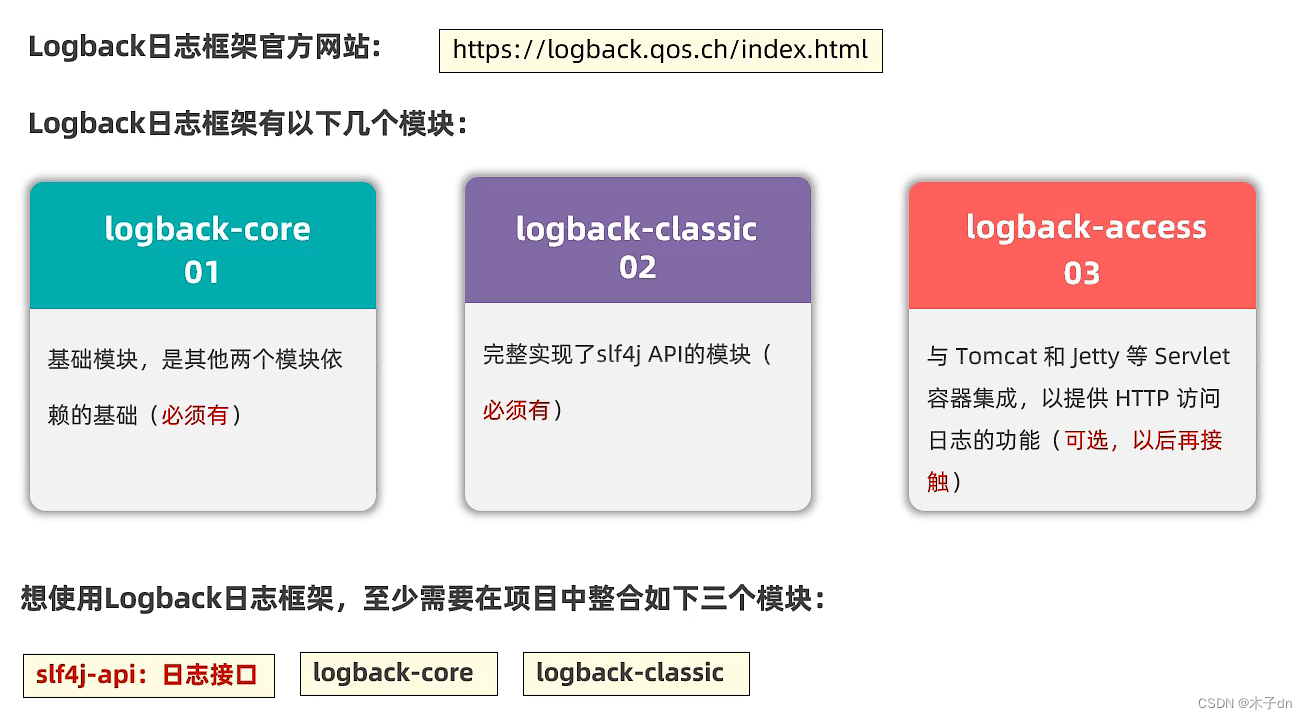 Logback日志框架官方网站：
https://logback.qos.ch/index.html
Logback日志框架有以下几个模块：
logback-core
01
基础模块，是其他两个模块依
赖的基础（必须有）
logback-classic
02
完整实现了slf4j API的模块（
必须有）
logback-access
03
与 Tomcat 和 Jetty 等 Servlet
容器集成，以提供 HTTP 访问
日志的功能（可选，以后再接
触）
想使用Logback日志框架，至少需要在项目中整合如下三个模块：
slf4j-api：日志接口
logback-core
logback-classic
CSDN @木子dn